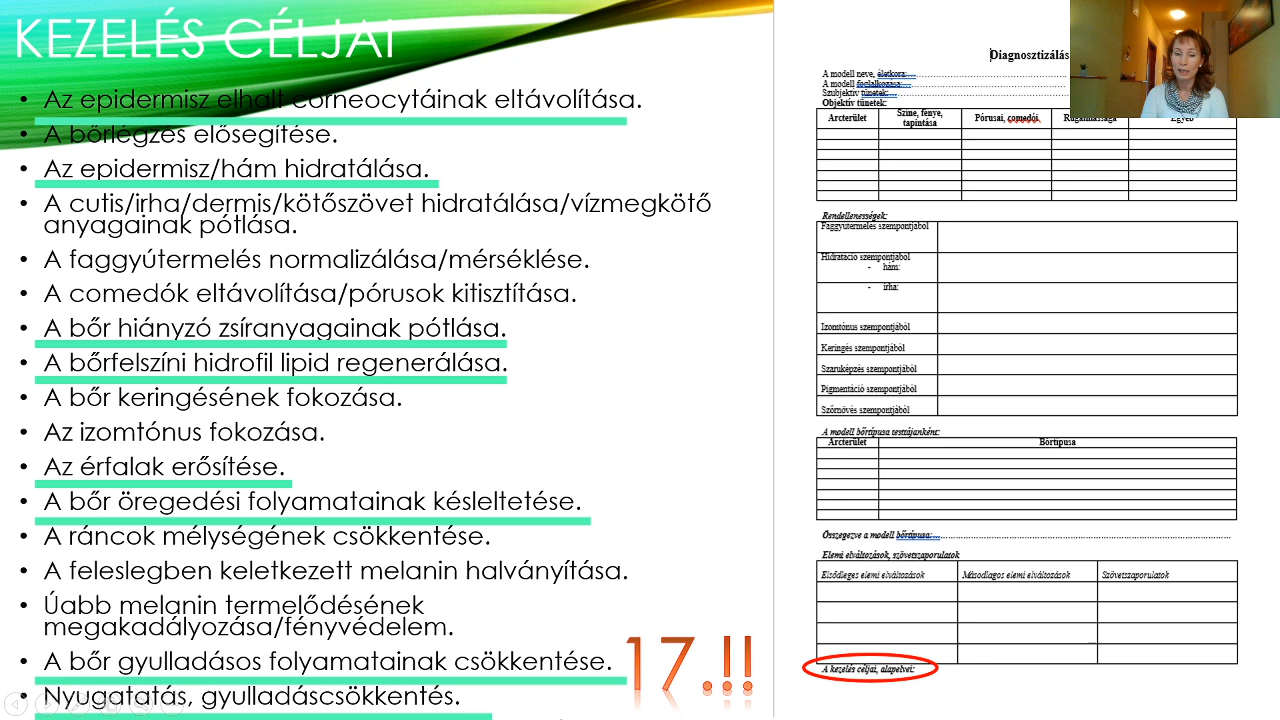 KEZELÉS CÉLJAI
• Az epidermisz elhalt corneocytáinak eltávolítása.
• A bőrlégzés elősegítése.
• Az epidermisz/hám hidratálása.
• A cutis/irha/dermis/kötőszövet hidratálása/vízmegkötő
anyagainak pótlása.
• A faggyútermelés normalizálása/mérséklése.
• A comedók eltávolítása/pórusok kitisztítása.
• A bőr hiányzó zsíranyagainak pótlása.
• A bőrfelszíni hidrofil lipid regenerálása.
• A bőr keringésének fokozása.
• Az izomtónus fokozása.
• Az érfalak erősítése.
• A bőr öregedési folyamatainak késleltetése.
• A ráncok mélységének csökkentése.
• A feleslegben keletkezett melanin halványítása.
• Úabb melanin termelődésének
megakadályozása/fényvédelem.
• A bőr gyulladásos folyamatainak csökkentése.
• Nyugatatás, gyulladáscsökkentés.
17.!!
Diagnosztizálás
A modell neve, életkora:....
A modell foglalkozása:...
Szubjektív tünetek:...
Objektív tünetek:
Arcterület
Színe, fénye,
tapintása
Pórusai, comedói
Rugalmassága
Egyéb
Rendellenességek:
Faggyútermelés szempontjából
Hidratáció szempontjából
- hám:
- irha:
Izomtónus szempontjából
Keringés szempontjából
Szaruképzés szempontjából
Pigmentáció szempontjából
Szőrnövés szempontjából
A modell bőrtípusa testtájanként:
Arcterület
Bőrtípusa
Összegezve a modell bőrtípusa:...
Elemi elváltozások, szövetszaporulatok
Elsődleges elemi elváltozások
Másodlagos elemi elváltozások
Szövetszaporulatok
A kezelés céljai, alapelvei: